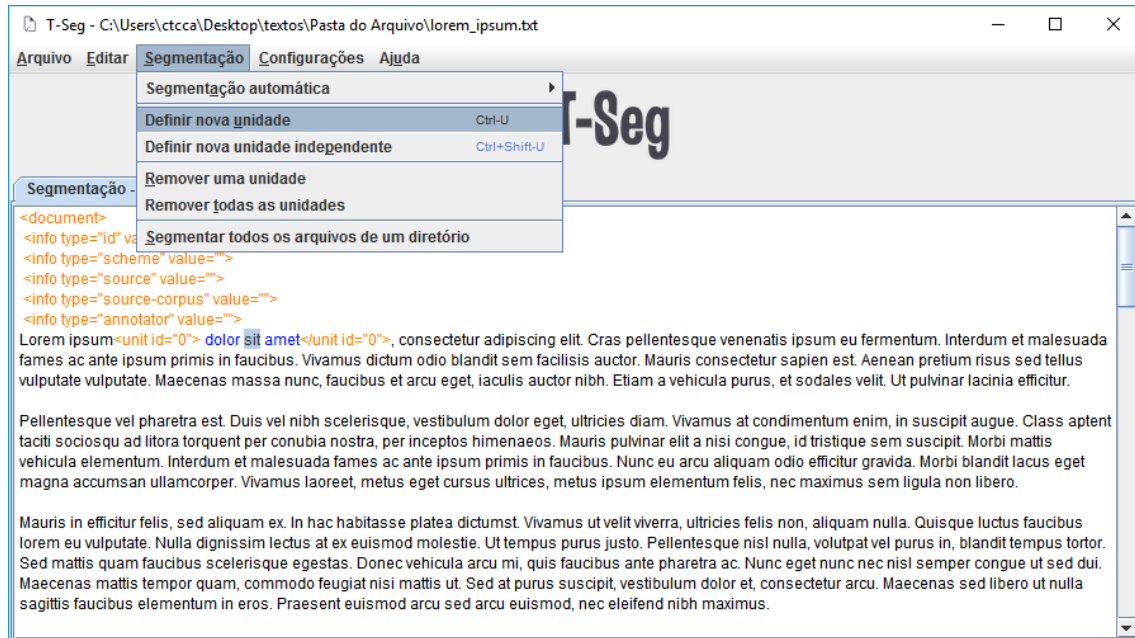 T-Seg - C:\Users\ctcca\Desktop\textos\Pasta do Arquivo\lorem_ipsum.txt
Arquivo Editar Segmentação Configurações Ajuda
Segmentação automática
Definir nova unidade Ctrl-U
Definir nova unidade independente Ctrl+Shift-U
Remover uma unidade
Remover todas as unidades
Segmentar todos os arquivos de um diretório
T-Seg
Segmentação -
<document>
<info type="id" va
<info type="scheme" value="">
<info type="source" value="">
<info type="source-corpus" value="">
<info type="annotator" value="">
Lorem ipsum<unit id="0"> dolor sit amet</unit id="0">, consectetur adipiscing elit. Cras pellentesque venenatis ipsum eu fermentum. Interdum et malesuada
fames ac ante ipsum primis in faucibus. Vivamus dictum odio blandit sem facilisis auctor. Mauris consectetur sapien est. Aenean pretium risus sed tellus
vulputate vulputate. Maecenas massa nunc, faucibus et arcu eget, iaculis auctor nibh. Etiam a vehicula purus, et sodales velit. Ut pulvinar lacinia efficitur.
Pellentesque vel pharetra est. Duis vel nibh scelerisque, vestibulum dolor eget, ultricies diam. Vivamus at condimentum enim, in suscipit augue. Class aptent
taciti sociosqu ad litora torquent per conubia nostra, per inceptos himenaeos. Mauris pulvinar elit a nisi congue, id tristique sem suscipit. Morbi mattis
vehicula elementum. Interdum et malesuada fames ac ante ipsum primis in faucibus. Nunc eu arcu aliquam odio efficitur gravida. Morbi blandit lacus eget
magna accumsan ullamcorper. Vivamus laoreet, metus eget cursus ultrices, metus ipsum elementum felis, nec maximus sem ligula non libero.
Mauris in efficitur felis, sed aliquam ex. In hac habitasse platea dictumst. Vivamus ut velit viverra, ultricies felis non, aliquam nulla. Quisque luctus faucibus
lorem eu vulputate. Nulla dignissim lectus at ex euismod molestie. Ut tempus purus justo. Pellentesque nisl nulla, volutpat vel purus in, blandit tempus tortor.
Sed mattis quam faucibus scelerisque egestas. Donec vehicula arcu mi, quis faucibus ante pharetra ac. Nunc eget nunc nec nisl semper congue ut sed dui.
Maecenas mattis tempor quam, commodo feugiat nisi mattis ut. Sed at purus suscipit, vestibulum dolor et, consectetur arcu. Maecenas sed libero ut nulla
sagittis faucibus elementum in eros. Praesent euismod arcu sed arcu euismod, nec eleifend nibh maximus.